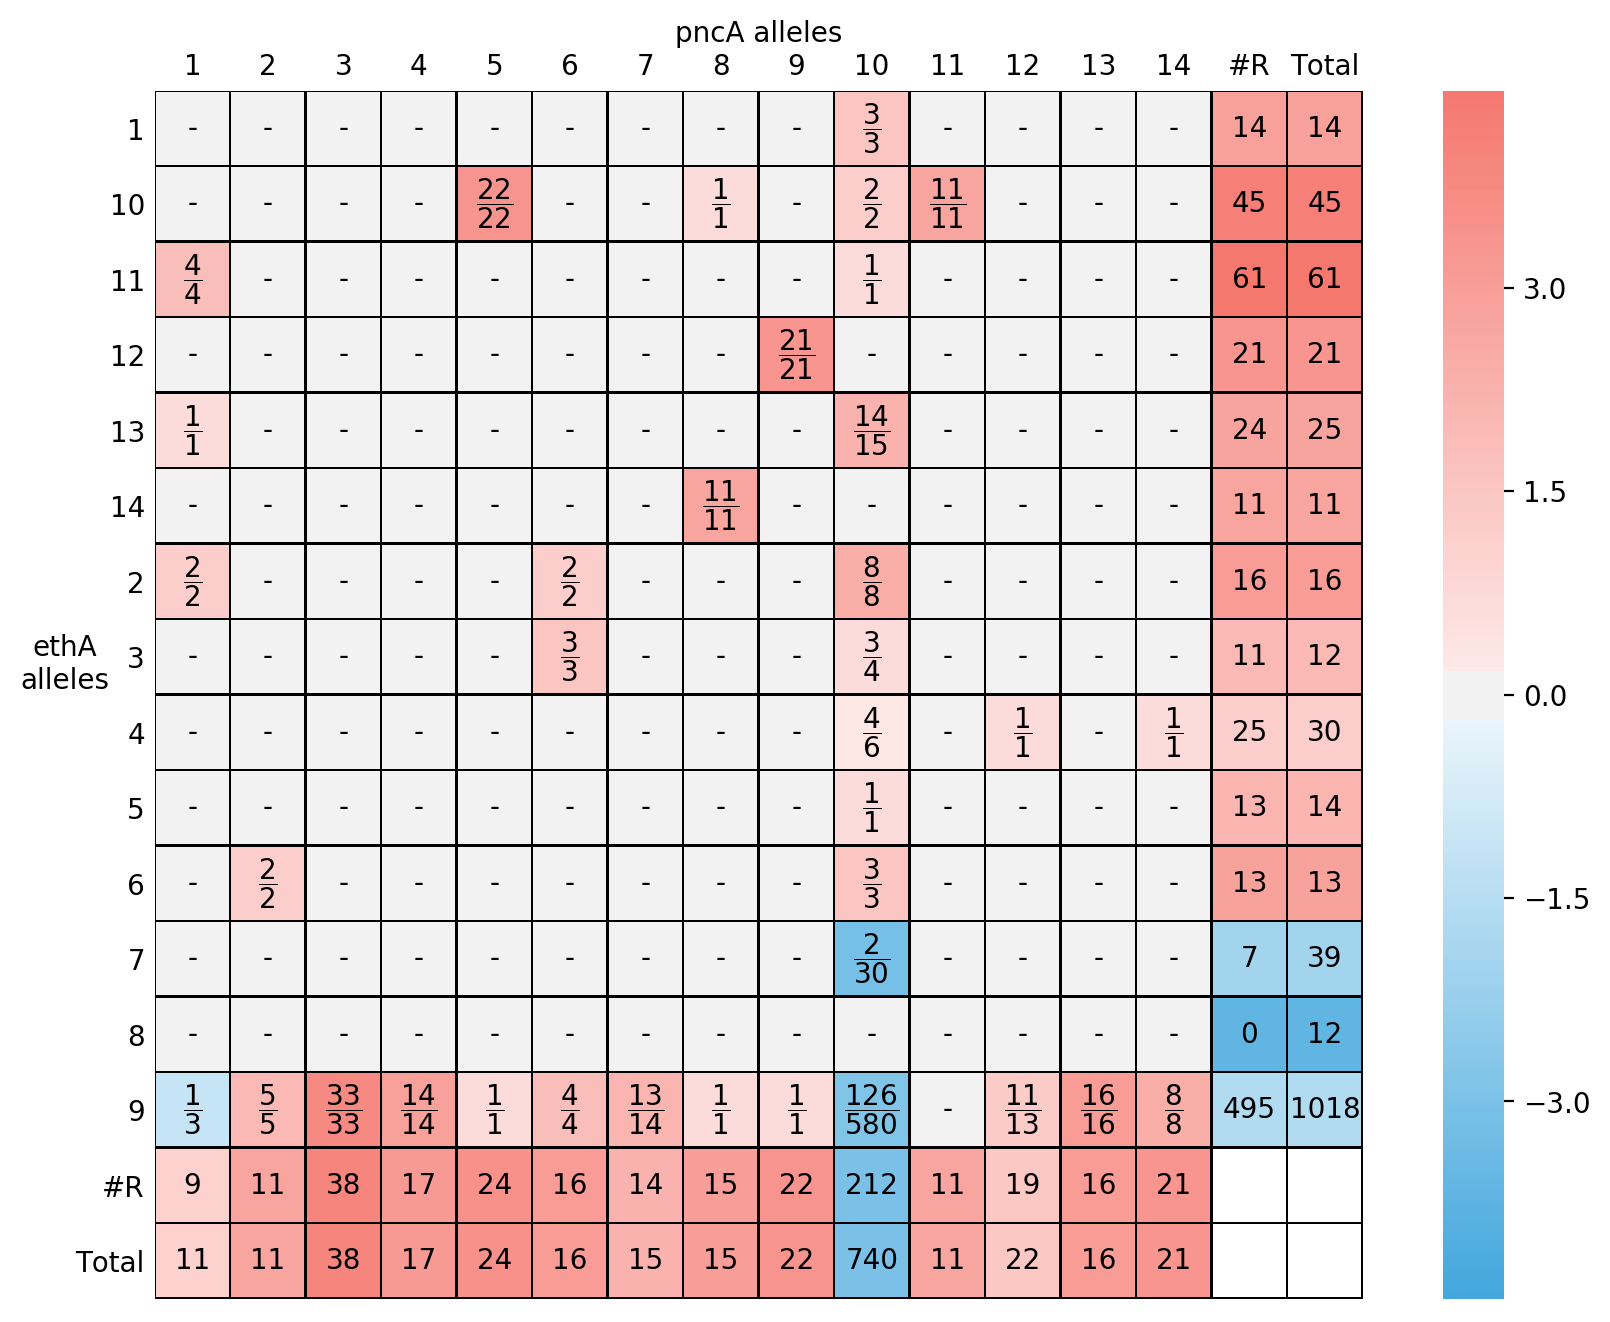 pncA alleles
1 2 3 4 5 6 7 8 9 10 11 12 13 14 #R Total
1 - - - - - - - - - 3/3 - - - - 14 14
10 - - - - 22/22 - - 1/1 - 2/2 11/11 - - - 45 45
11 4/4 - - - - - - - - 1/1 - - - - 61 61
12 - - - - - - - - 21/21 - - - - - 21 21
13 1/1 - - - - - - - - 14/15 - - - - 24 25
14 - - - - - - - 11/11 - - - - - - 11 11
2 2/2 - - - - 2/2 - - - 8/8 - - - - 16 16
ethA
alleles
3 - - - - - 3/3 - - - 3/4 - - - - 11 12
4 - - - - - - - - - 4/6 - 1/1 - 1/1 25 30
5 - - - - - - - - - 1/1 - - - - 13 14
6 - 2/2 - - - - - - - 3/3 - - - - 13 13
7 - - - - - - - - - 2/30 - - - - 7 39
8 - - - - - - - - - - - - - - 0 12
9 1/3 5/5 33/33 14/14 1/1 4/4 13/14 1/1 1/1 126/580 - 11/13 16/16 8/8 495 1018
#R 9 11 38 17 24 16 14 15 22 212 11 19 16 21
Total 11 11 38 17 24 16 15 15 22 740 11 22 16 21
3.0
1.5
0.0
−1.5
−3.0